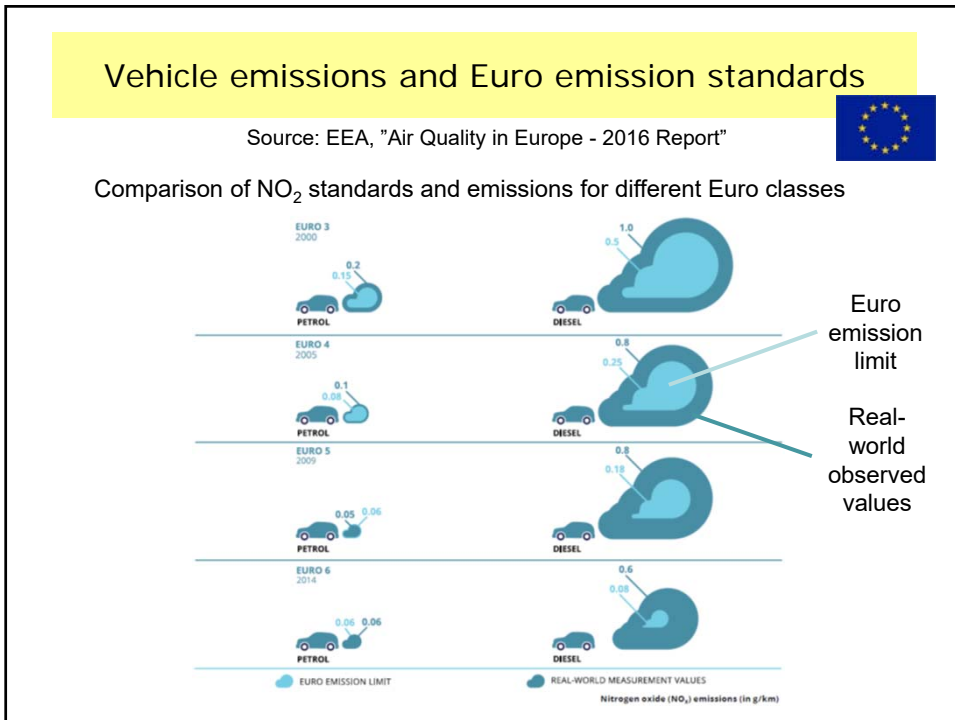 Vehicle emissions and Euro emission standards
Source: EEA, ”Air Quality in Europe - 2016 Report”
Comparison of NO₂ standards and emissions for different Euro classes
EURO 3
2000
0.2
0.15
PETROL
1.0
0.5
DIESEL
EURO 4
2005
0.1
0.08
PETROL
0.8
0.25
DIESEL
EURO 5
2009
0.05 0.06
PETROL
0.8
0.18
DIESEL
EURO 6
2014
0.06 0.06
PETROL
0.6
0.08
DIESEL
Euro
emission
limit
Real-
world
observed
values
EURO EMISSION LIMIT
REAL-WORLD MEASUREMENT VALUES
Nitrogen oxide (NOₓ) emissions (in g/km)